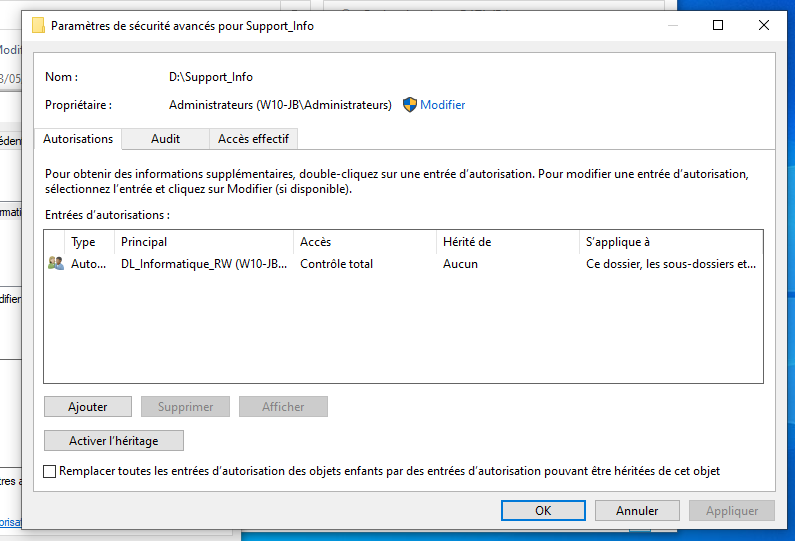 Paramètres de sécurité avancés pour Support_Info
Nom :
D:\Support_Info
Propriétaire :
Administrateurs (W10-JB\Administrateurs)
Modifier
Autorisations
Audit
Accès effectif
Pour obtenir des informations supplémentaires, double-cliquez sur une entrée d'autorisation. Pour modifier une entrée d'autorisation,
sélectionnez l'entrée et cliquez sur Modifier (si disponible).
Entrées d'autorisations :
Type Principal Accès Hérité de S'applique à
Auto... DL_Informatique_RW (W10-JB... Contrôle total Aucun Ce dossier, les sous-dossiers et...
Ajouter
Supprimer
Afficher
Activer l'héritage
Remplacer toutes les entrées d'autorisation des objets enfants par des entrées d'autorisation pouvant être héritées de cet objet
OK
Annuler
Appliquer